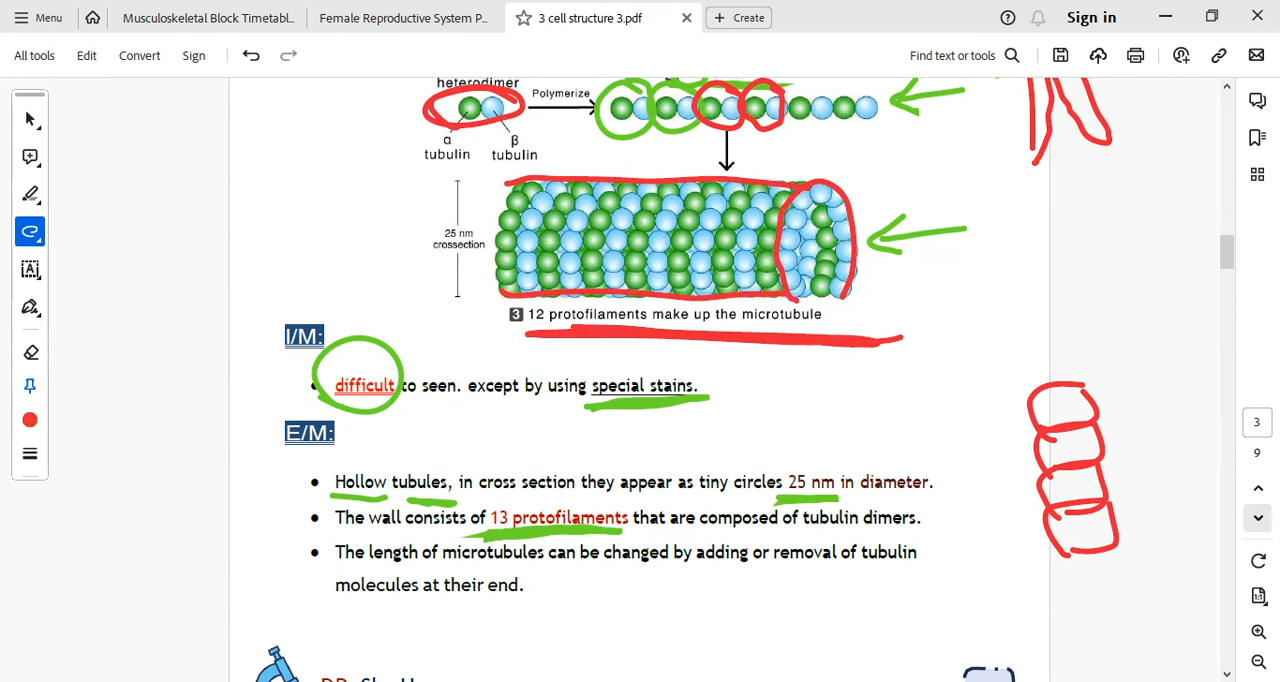 Menu
Musculoskeletal Block Timetabl...
Female Reproductive System P...
3 cell structure 3.pdf
Create
Sign in
All tools
Edit
Convert
Sign
Find text or tools
heterodimer
Polymerize
α
tubulin
β
tubulin
25 nm
crossection
3 12 protofilaments make up the microtubule
I/M:
• difficult to seen. except by using special stains.
E/M:
• Hollow tubules, in cross section they appear as tiny circles 25 nm in diameter.
• The wall consists of 13 protofilaments that are composed of tubulin dimers.
• The length of microtubules can be changed by adding or removal of tubulin
molecules at their end.
3
9
1:1